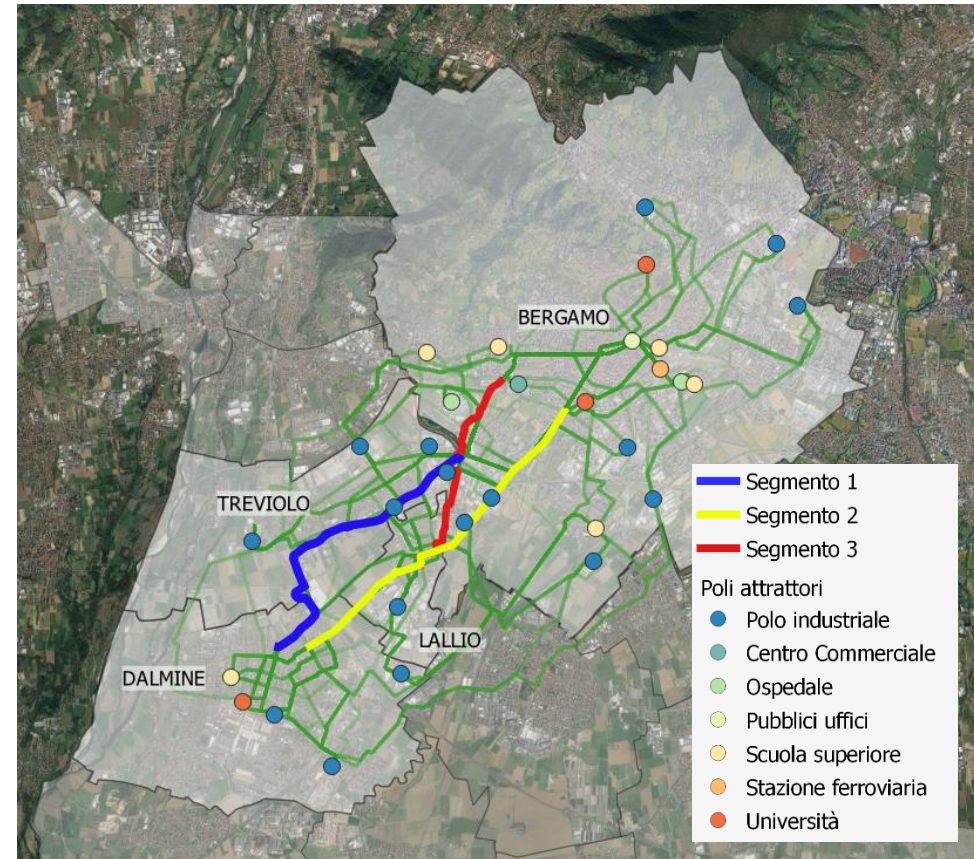 BERGAMO
TREVIOLO
LALLIO
DALMINE
Segmento 1
Segmento 2
Segmento 3
Poli attrattori
Polo industriale
Centro Commerciale
Ospedale
Pubblici uffici
Scuola superiore
Stazione ferroviaria
Università